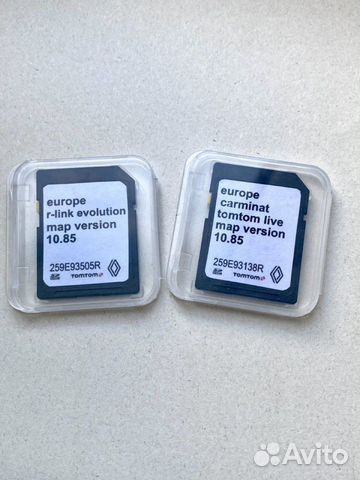 europe
r-link evolution
map version
10.85
259E93505R
TOMTOM
europe
carminat
tomtom live
map version
10.85
259E93138R
TOMTOM
Avito